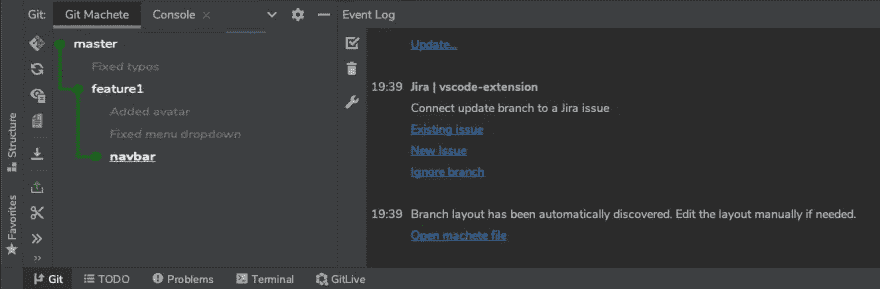 Git: Git Machete Console
Event Log
master
Fixed typos
feature1
Added avatar
Fixed menu dropdown
navbar
Update...
19:39 Jira | vscode-extension
Connect update branch to a Jira issue
Existing issue
New Issue
Ignore branch
19:39 Branch layout has been automatically discovered. Edit the layout manually if needed.
Open machete file
Structure
Favorites
Git TODO Problems Terminal GitLive